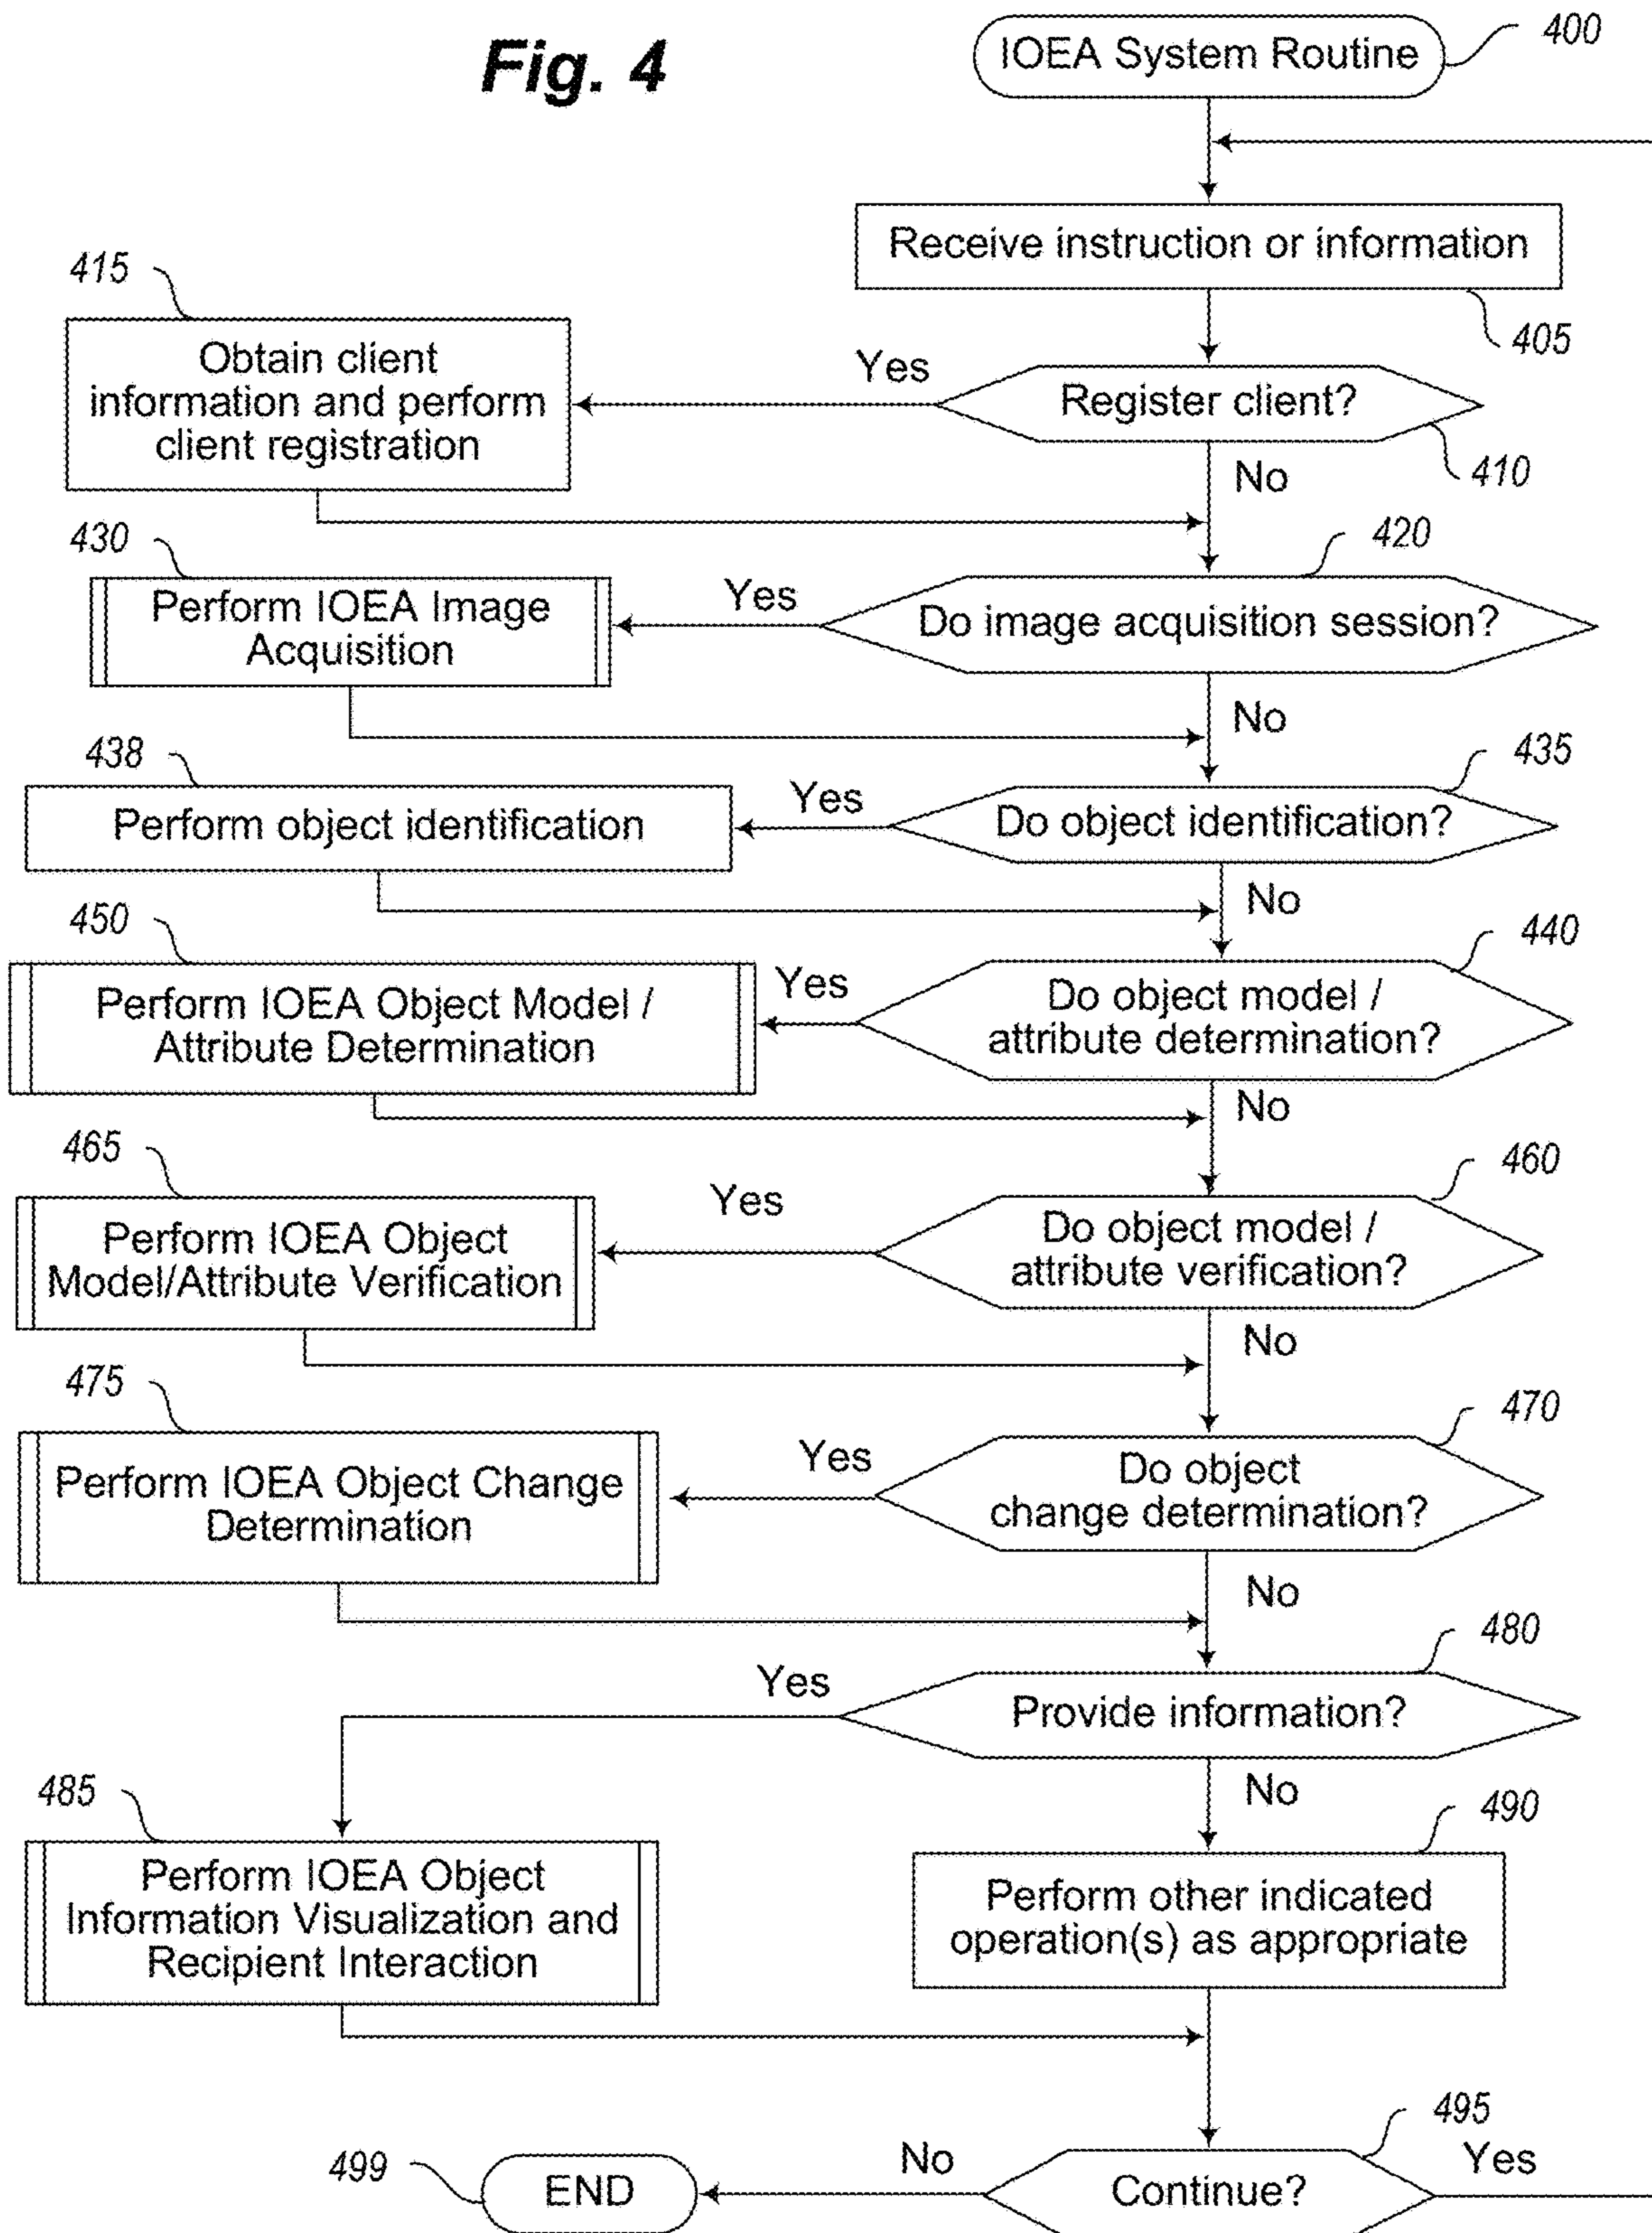 Fig. 4
IOEA System Routine
400
Receive instruction or information
405
Register client?
410
Yes
No
415
Obtain client
information and perform
client registration
420
Do image acquisition session?
Yes
No
430
Perform IOEA Image
Acquisition
435
Do object identification?
Yes
No
438
Perform object identification
440
Do object model /
attribute determination?
Yes
No
450
Perform IOEA Object Model /
Attribute Determination
460
Do object model /
attribute verification?
Yes
No
465
Perform IOEA Object
Model/Attribute Verification
470
Do object
change determination?
Yes
No
475
Perform IOEA Object Change
Determination
480
Provide information?
Yes
No
485
Perform IOEA Object
Information Visualization and
Recipient Interaction
490
Perform other indicated
operation(s) as appropriate
495
Continue?
Yes
No
499
END